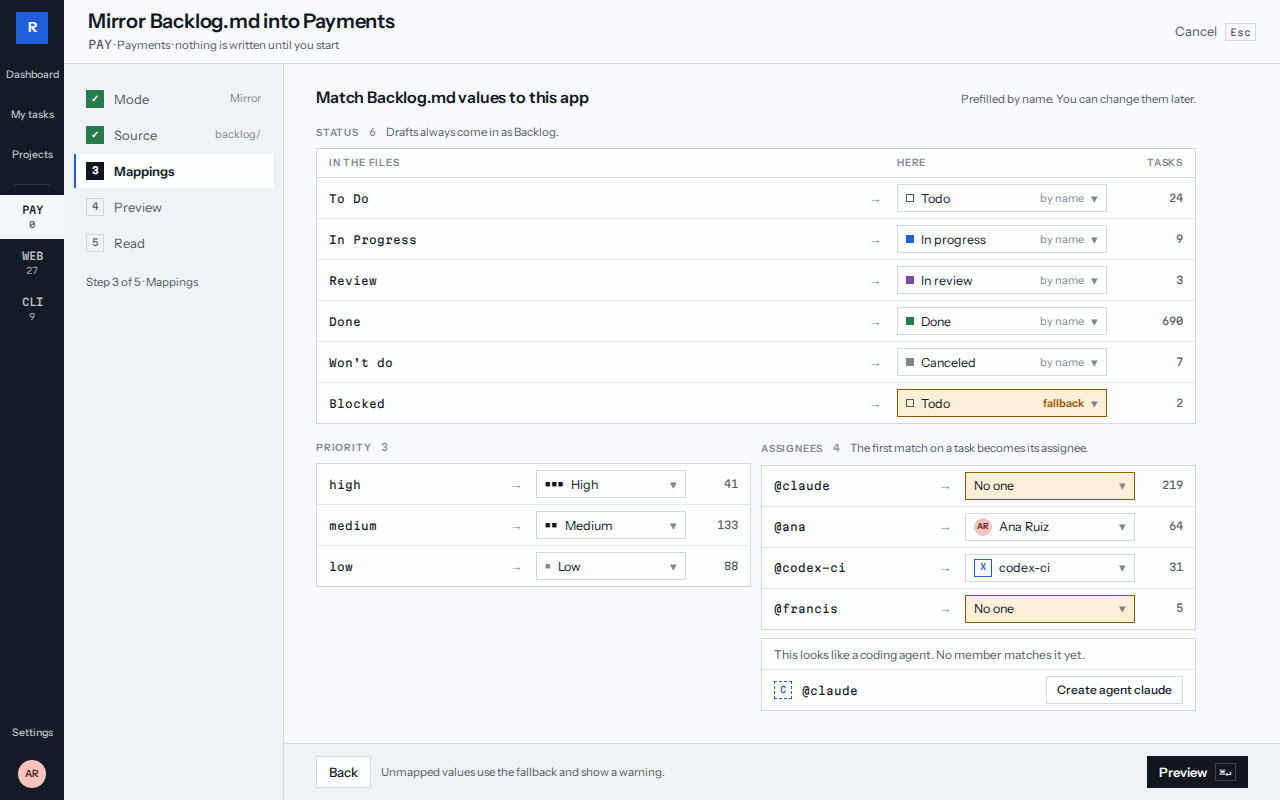 R
Dashboard
My tasks
Projects
PAY
0
WEB
27
CLI
9
Settings
AR
Mirror Backlog.md into Payments
PAY · Payments · nothing is written until you start
Cancel Esc
✓ Mode Mirror
✓ Source backlog/
3 Mappings
4 Preview
5 Read
Step 3 of 5 · Mappings
Match Backlog.md values to this app
Prefilled by name. You can change them later.
STATUS 6 Drafts always come in as Backlog.
IN THE FILES HERE TASKS
To Do → Todo by name ▾ 24
In Progress → In progress by name ▾ 9
Review → In review by name ▾ 3
Done → Done by name ▾ 690
Won't do → Canceled by name ▾ 7
Blocked → Todo fallback ▾ 2
PRIORITY 3
high → High ▾ 41
medium → Medium ▾ 133
low → Low ▾ 88
ASSIGNEES 4 The first match on a task becomes its assignee.
@claude → No one ▾ 219
@ana → AR Ana Ruiz ▾ 64
@codex-ci → X codex-ci ▾ 31
@francis → No one ▾ 5
This looks like a coding agent. No member matches it yet.
C @claude Create agent claude
Back Unmapped values use the fallback and show a warning.
Preview ⌘↵